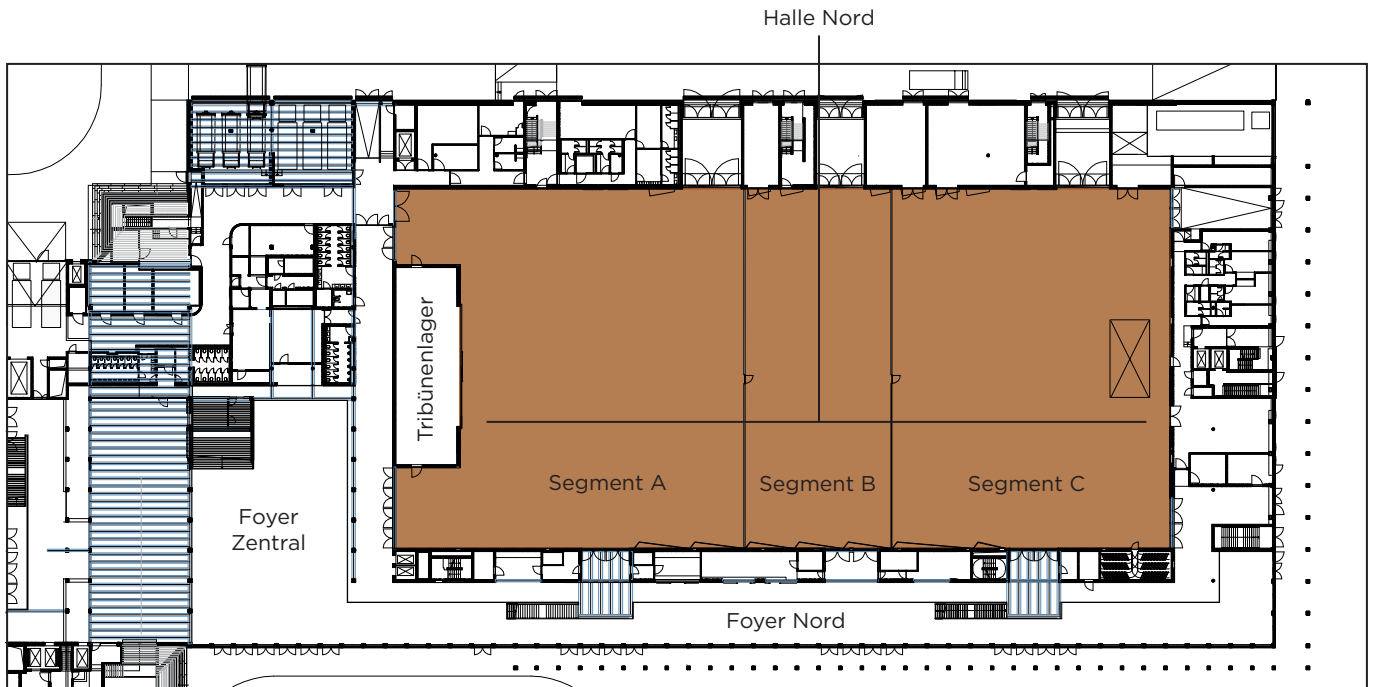 Halle Nord
Tribünenlager
Segment A
Segment B
Segment C
Foyer
Zentral
Foyer Nord